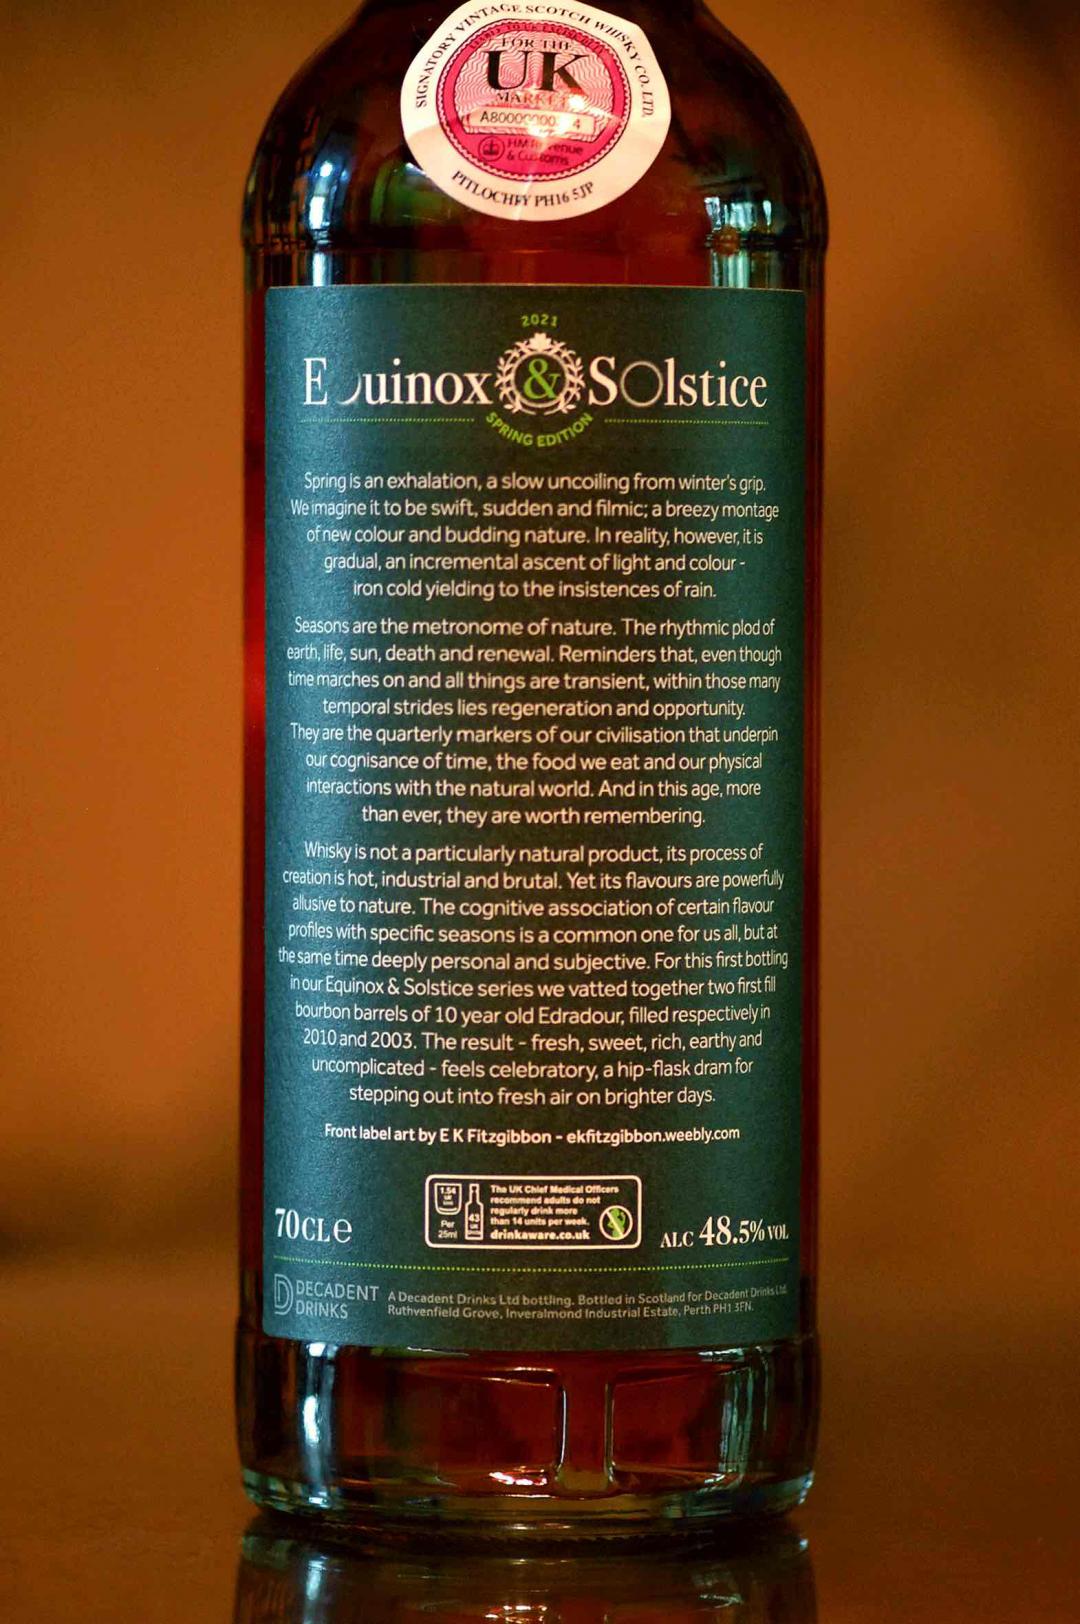 SIGNATORY VINTAGE SCOTCH WHISKY CO. LTD.
FOR THE
UK
MARKET
HM Revenue
& Customs
PITLOCHRY PH16 5JP
2021
Equinox & Solstice
SPRING EDITION
Spring is an exhalation, a slow uncoiling from winter's grip.
We imagine it to be swift, sudden and filmic; a breezy montage
of new colour and budding nature. In reality, however, it is
gradual, an incremental ascent of light and colour -
iron cold yielding to the insistences of rain.
Seasons are the metronome of nature. The rhythmic plod of
earth, life, sun, death and renewal. Reminders that, even though
time marches on and all things are transient, within those many
temporal strides lies regeneration and opportunity.
They are the quarterly markers of our civilisation that underpin
our cognisance of time, the food we eat and our physical
interactions with the natural world. And in this age, more
than ever, they are worth remembering.
Whisky is not a particularly natural product, its process of
creation is hot, industrial and brutal. Yet its flavours are powerfully
allusive to nature. The cognitive association of certain flavour
profiles with specific seasons is a common one for us all, but at
the same time deeply personal and subjective. For this first bottling
in our Equinox & Solstice series we vatted together two first fill
bourbon barrels of 10 year old Edradour, filled respectively in
2010 and 2003. The result - fresh, sweet, rich, earthy and
uncomplicated - feels celebratory, a hip-flask dram for
stepping out into fresh air on brighter days.
Front label art by E K Fitzgibbon - ekfitzgibbon.weebly.com
70CL e
1.54
Per
25ml
43
The UK Chief Medical Officers
recommend adults do not
regularly drink more
than 14 units per week.
drinkaware.co.uk
ALC 48.5% VOL
DECADENT
DRINKS
A Decadent Drinks Ltd bottling. Bottled in Scotland for Decadent Drinks Ltd.
Ruthvenfield Grove, Inveralmond Industrial Estate, Perth PH1 3FN.